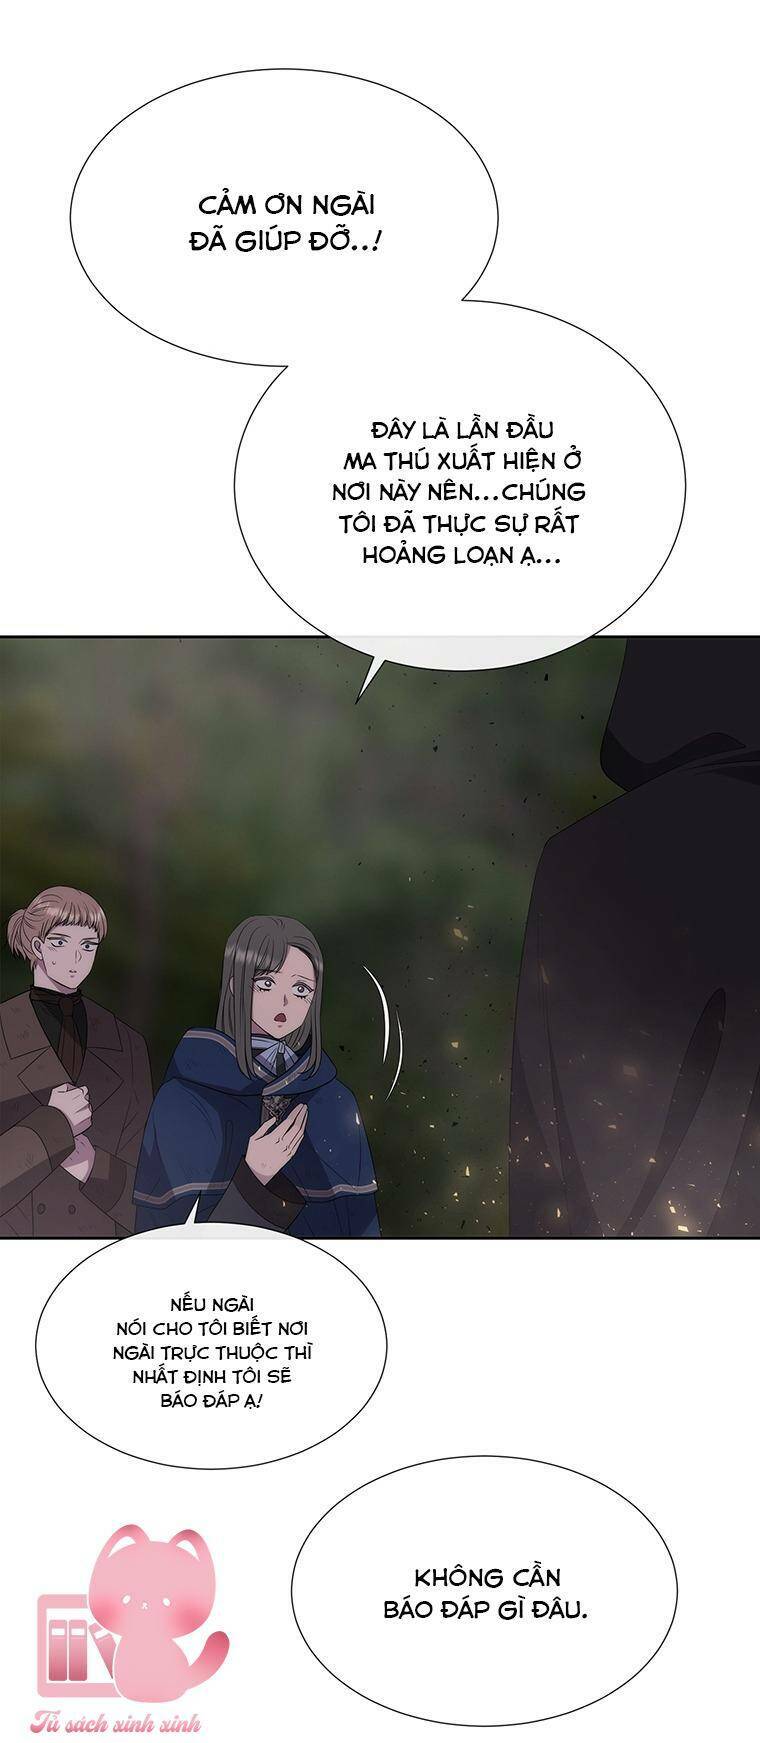 CẢM ƠN NGÀI
ĐÃ GIÚP ĐỠ..!
ĐÂY LÀ LẦN ĐẦU
MA THÚ XUẤT HIỆN Ở
NƠI NÀY NÊN...CHÚNG
TÔI ĐÃ THỰC SỰ RẤT
HOẢNG LOẠN Ạ...
NẾU NGÀI
NÓI CHO TÔI BIẾT NƠI
NGÀI TRỰC THUỘC THÌ
NHẤT ĐỊNH TÔI SẼ
BÁO ĐÁP Ạ!
KHÔNG CẦN
BÁO ĐÁP GÌ ĐÂU.
Tủ sách xinh xinh